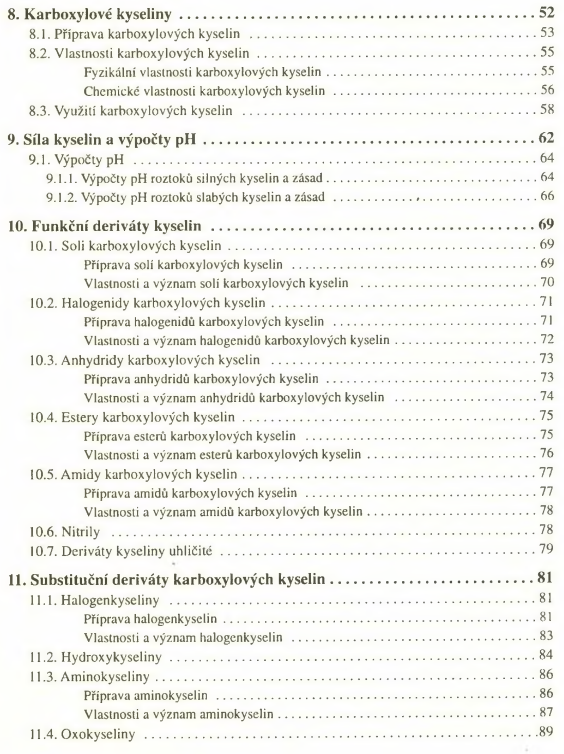 8. Karboxylové kyseliny 52
8.1. Příprava karboxylových kyselin 53
8.2. Vlastnosti karboxylových kyselin 55
Fyzikální vlastnosti karboxylových kyselin 55
Chemické vlastnosti karboxylových kyselin 56
8.3. Využití karboxylových kyselin 58
9. Síla kyselin a výpočty pH 62
9.1. Výpočty pH 64
9.1.1. Výpočty pH roztoků silných kyselin a zásad 64
9.1.2. Výpočty pH roztoků slabých kyselin a zásad 66
10. Funkční deriváty kyselin 69
10.1. Soli karboxylových kyselin 69
Příprava solí karboxylových kyselin 69
Vlastnosti a význam solí karboxylových kyselin 70
10.2. Halogenidy karboxylových kyselin 71
Příprava halogenidů karboxylových kyselin 71
Vlastnosti a význam halogenidů karboxylových kyselin 72
10.3. Anhydridy karboxylových kyselin 73
Příprava anhydridů karboxylových kyselin 73
Vlastnosti a význam anhydridů karboxylových kyselin 74
10.4. Estery karboxylových kyselin 75
Příprava esterů karboxylových kyselin 75
Vlastnosti a význam esterů karboxylových kyselin 76
10.5. Amidy karboxylových kyselin 77
Příprava amidů karboxylových kyselin 77
Vlastnosti a význam amidů karboxylových kyselin 78
10.6. Nitrily 78
10.7. Deriváty kyseliny uhličité 79
11. Substituční deriváty karboxylových kyselin 81
11.1. Halogenkyseliny 81
Příprava halogenkyselin 81
Vlastnosti a význam halogenkyselin 83
11.2. Hydroxykyseliny 84
11.3. Aminokyseliny 86
Příprava aminokyselin 86
Vlastnosti a význam aminokyselin 87
11.4. Oxokyseliny 89